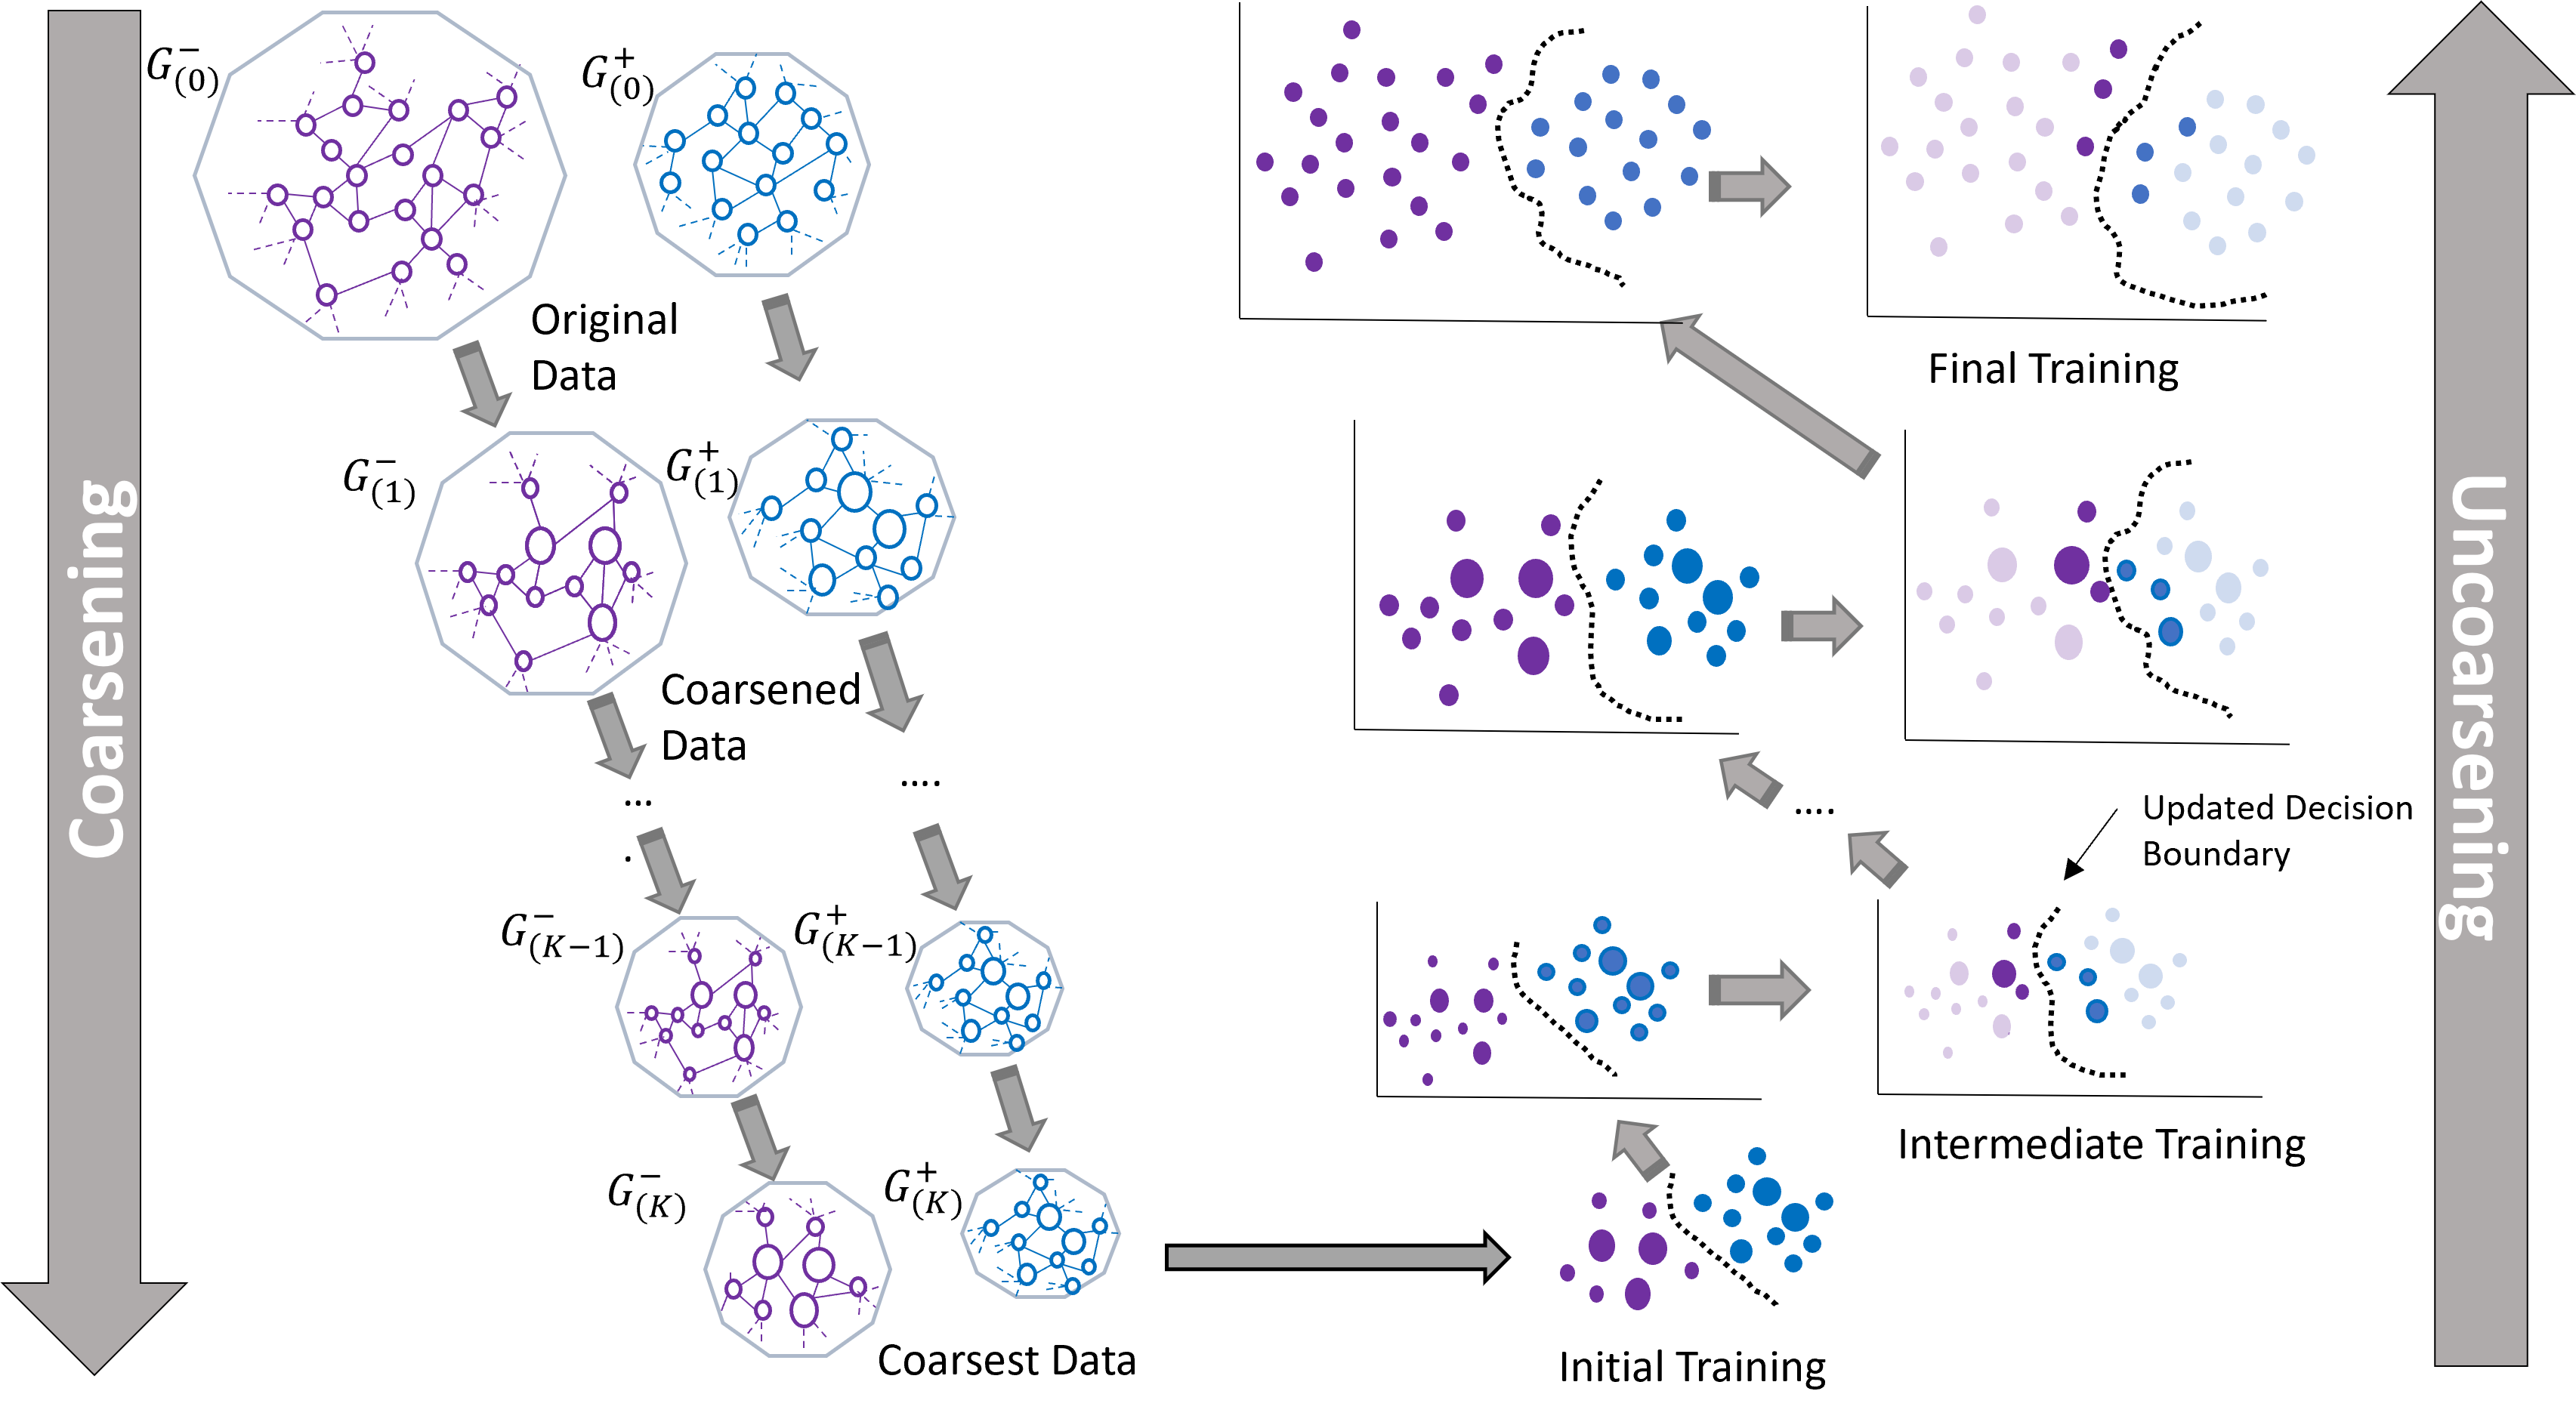 Coarsening
G⁻₍₀₎
G⁺₍₀₎
Original
Data
G⁻₍₁₎
G⁺₍₁₎
Coarsened
Data
...
.
....
G⁻₍K₋₁₎
G⁺₍K₋₁₎
G⁻₍K₎
G⁺₍K₎
Coarsest Data
Initial Training
Intermediate Training
Updated Decision
Boundary
....
Final Training
Uncoarsening